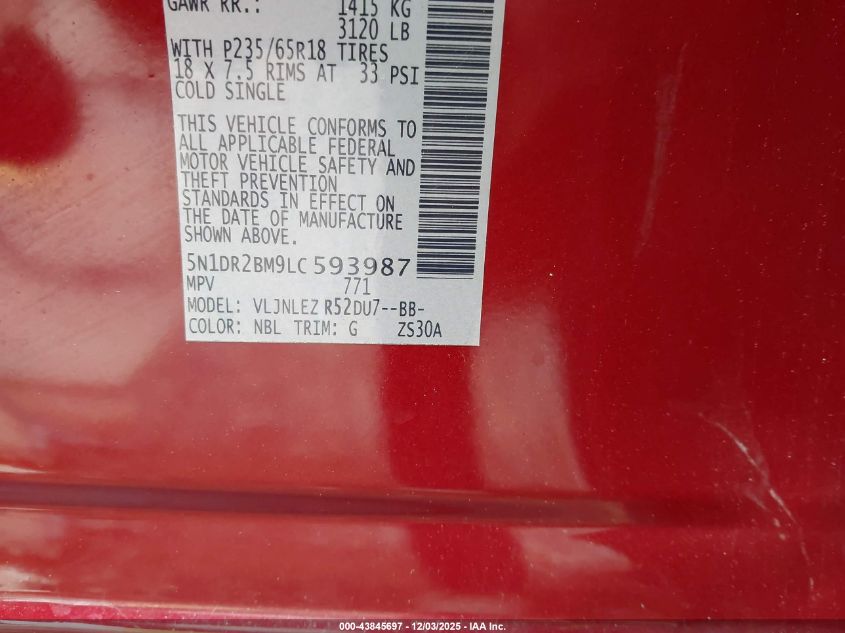 GAWR RR.: 1415 KG
3120 LB
WITH P235/65R18 TIRES
18 X 7.5 RIMS AT 33 PSI
COLD SINGLE
THIS VEHICLE CONFORMS TO
ALL APPLICABLE FEDERAL
MOTOR VEHICLE SAFETY AND
THEFT PREVENTION
STANDARDS IN EFFECT ON
THE DATE OF MANUFACTURE
SHOWN ABOVE.
5N1DR2BM9LC593987
MPV 771
MODEL: VLJNLEZ R52DU7--BB-
COLOR: NBL TRIM: G ZS30A
000-43845697 - 12/03/2025 - IAA Inc.